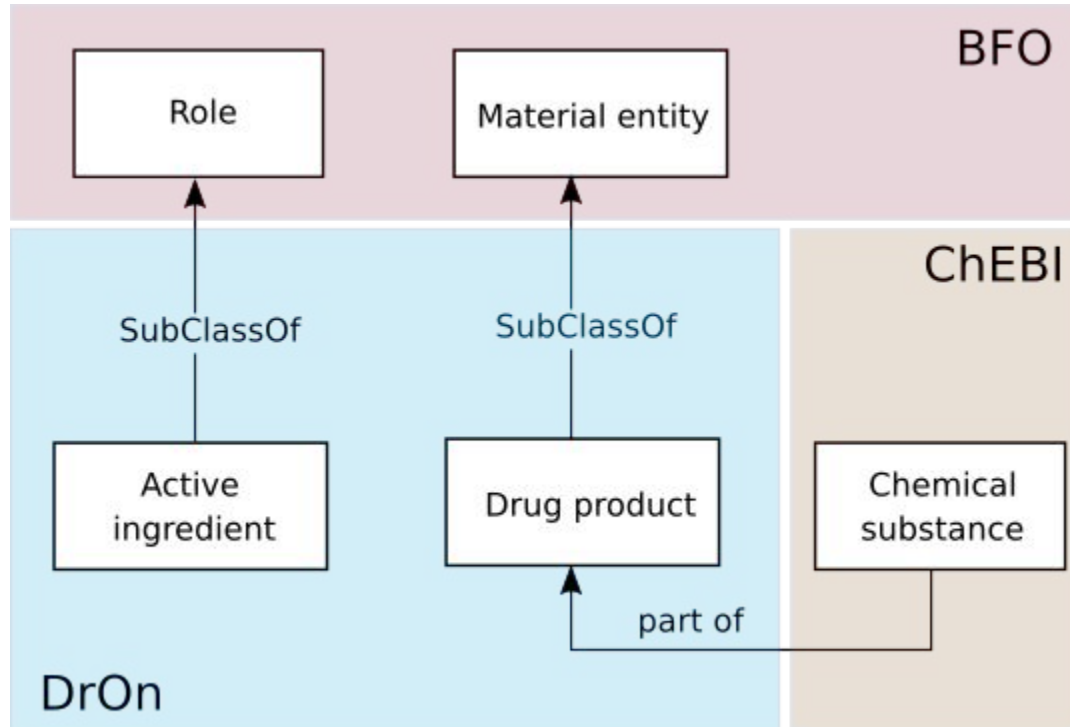 BFO
Role
Material entity
ChEBI
SubClassOf
SubClassOf
Active
ingredient
Drug product
Chemical
substance
part of
DrOn